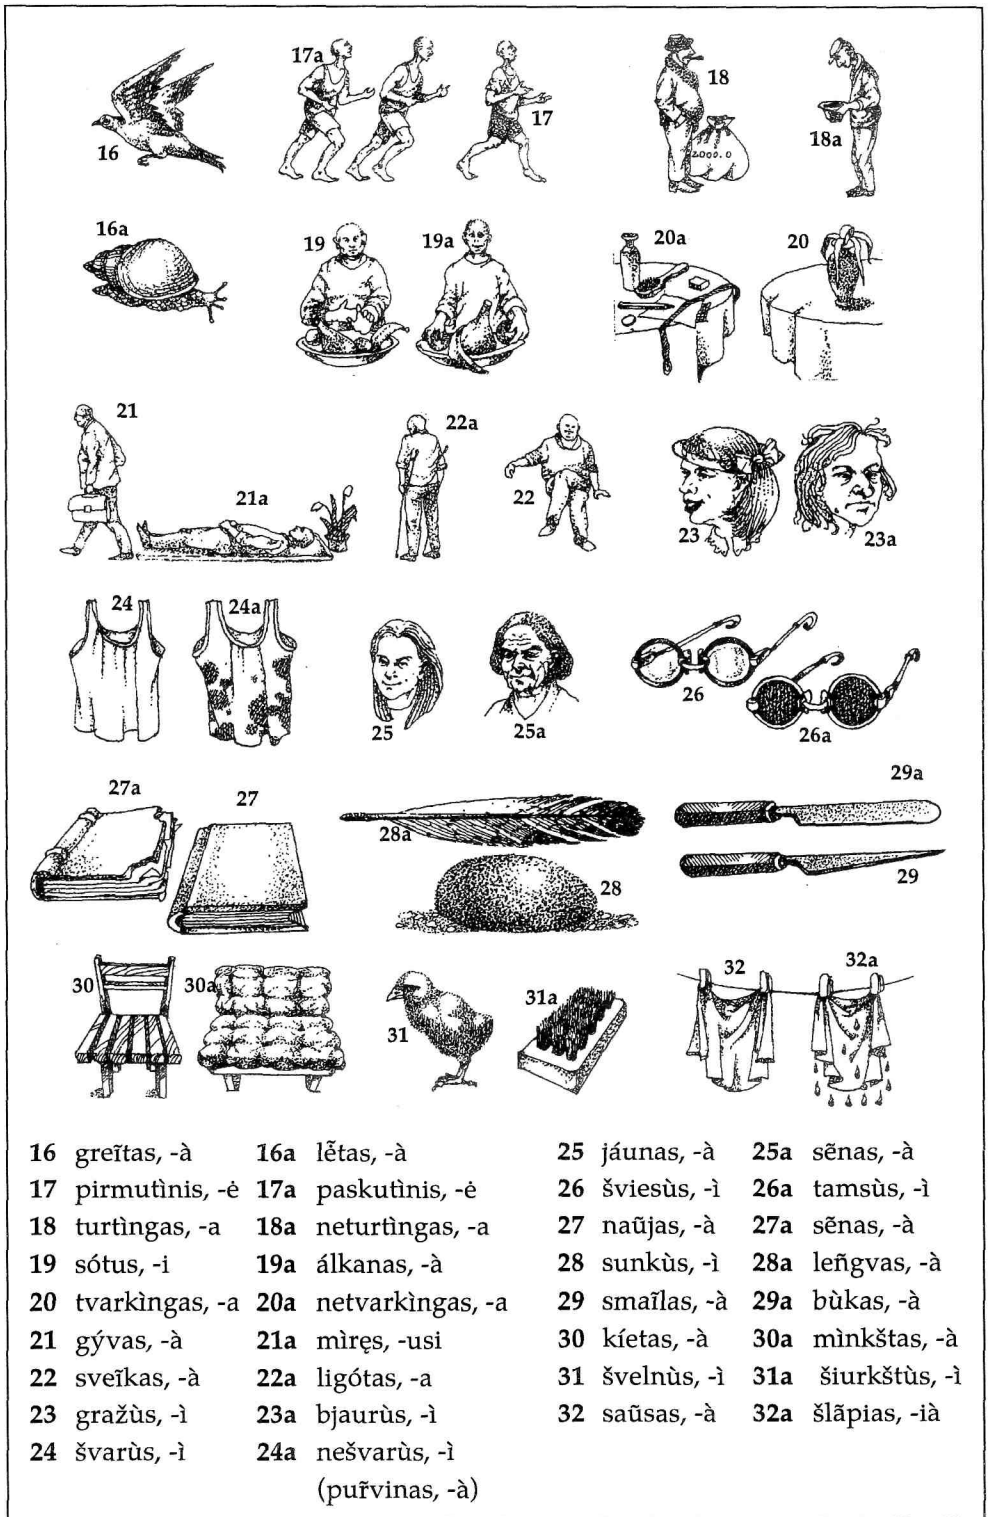 17a
17
18
18a
16
16a
19
19a
20a
20
2000.0
21
21a
22a
22
23
23a
24
24a
25
25a
26
26a
27a
27
28a
28
29a
29
30
30a
31
31a
32
32a
16 greĩtas, -à 16a lė̃tas, -à
17 pirmutìnis, -ė 17a paskutìnis, -ė
18 turtìngas, -a 18a neturtìngas, -a
19 sótus, -i 19a álkanas, -à
20 tvarkìngas, -a 20a netvarkìngas, -a
21 gývas, -à 21a mìręs, -usi
22 sveĩkas, -à 22a ligótas, -a
23 gražùs, -ì 23a bjaurùs, -ì
24 švarùs, -ì 24a nešvarùs, -ì
(pur̃vinas, -à)
25 jáunas, -à 25a sẽnas, -à
26 šviesùs, -ì 26a tamsùs, -ì
27 naũjas, -à 27a sẽnas, -à
28 sunkùs, -ì 28a leñgvas, -à
29 smaĩlas, -à 29a bùkas, -à
30 kíetas, -à 30a mìnkštas, -à
31 švelnùs, -ì 31a šiurkštùs, -ì
32 saũsas, -à 32a šlãpias, -ià